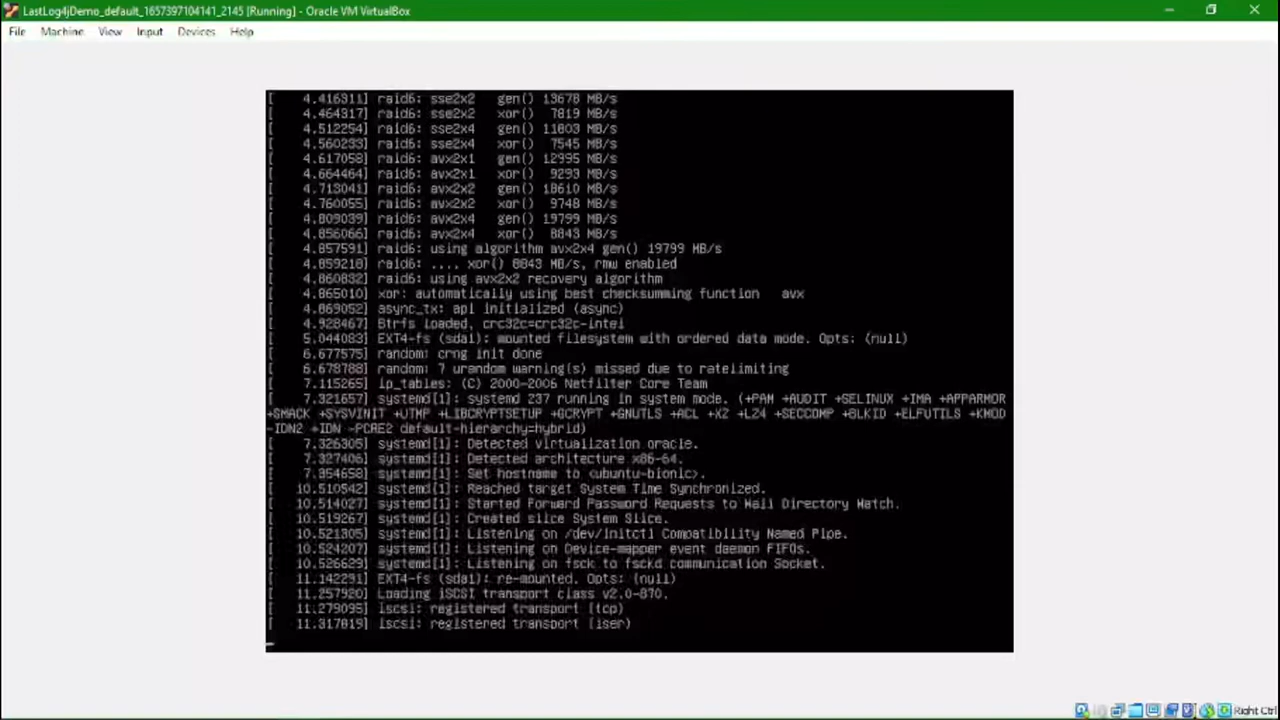 LastLog4jDemo_default_1657397104141_2145 [Running] - Oracle VM VirtualBox
File Machine View Input Devices Help
[ 4.416311] raid6: sse2x2 gen() 13678 MB/s
[ 4.464317] raid6: sse2x2 xor() 7819 MB/s
[ 4.512254] raid6: sse2x4 gen() 11803 MB/s
[ 4.560233] raid6: sse2x4 xor() 7545 MB/s
[ 4.617058] raid6: avx2x1 gen() 12995 MB/s
[ 4.664464] raid6: avx2x1 xor() 9293 MB/s
[ 4.713041] raid6: avx2x2 gen() 18610 MB/s
[ 4.760055] raid6: avx2x2 xor() 9748 MB/s
[ 4.809039] raid6: avx2x4 gen() 19799 MB/s
[ 4.856066] raid6: avx2x4 xor() 8843 MB/s
[ 4.857591] raid6: using algorithm avx2x4 gen() 19799 MB/s
[ 4.859218] raid6: .... xor() 8843 MB/s, rmw enabled
[ 4.860832] raid6: using avx2x2 recovery algorithm
[ 4.865010] xor: automatically using best checksumming function avx
[ 4.869052] async_tx: api initialized (async)
[ 4.928467] Btrfs loaded, crc32c=crc32c-intel
[ 5.044083] EXT4-fs (sda1): mounted filesystem with ordered data mode. Opts: (null)
[ 6.677575] random: crng init done
[ 6.678788] random: 7 urandom warning(s) missed due to ratelimiting
[ 7.115265] ip_tables: (C) 2000-2006 Netfilter Core Team
[ 7.321657] systemd[1]: systemd 237 running in system mode. (+PAM +AUDIT +SELINUX +IMA +APPARMOR
+SMACK +SYSVINIT +UTMP +LIBCRYPTSETUP +GCRYPT +GNUTLS +ACL +XZ +LZ4 +SECCOMP +BLKID +ELFUTILS +KMOD
-IDN2 +IDN -PCRE2 default-hierarchy=hybrid)
[ 7.326305] systemd[1]: Detected virtualization oracle.
[ 7.327406] systemd[1]: Detected architecture x86-64.
[ 7.354658] systemd[1]: Set hostname to <ubuntu-bionic>.
[ 10.510542] systemd[1]: Reached target System Time Synchronized.
[ 10.514027] systemd[1]: Started Forward Password Requests to Wall Directory Watch.
[ 10.519267] systemd[1]: Created slice System Slice.
[ 10.521305] systemd[1]: Listening on /dev/initctl Compatibility Named Pipe.
[ 10.524207] systemd[1]: Listening on Device-mapper event daemon FIFOs.
[ 10.526629] systemd[1]: Listening on fsck to fsckd communication Socket.
[ 11.142291] EXT4-fs (sda1): re-mounted. Opts: (null)
[ 11.257920] Loading iSCSI transport class v2.0-870.
[ 11.279095] iscsi: registered transport (tcp)
[ 11.317819] iscsi: registered transport (iser)
Right Ctrl